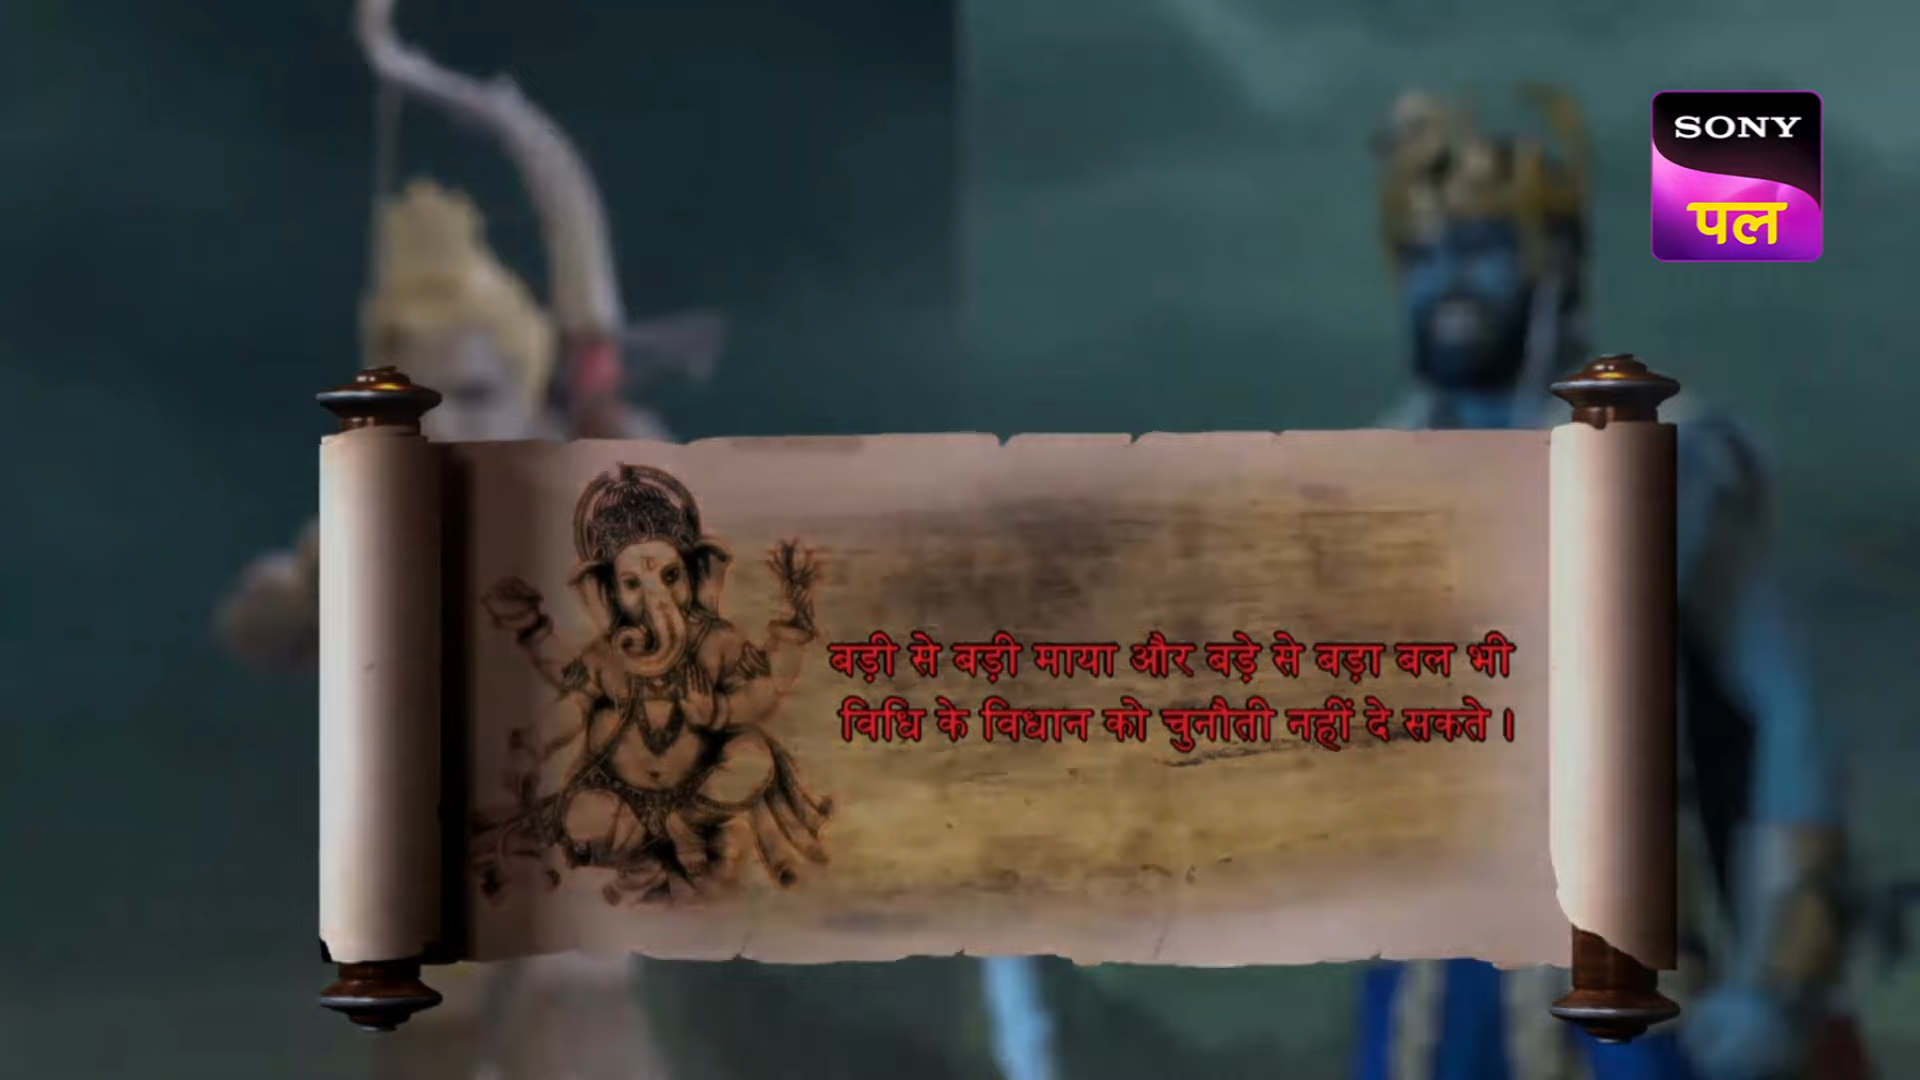 SONY
पल
बड़ी से बड़ी माया और बड़े से बड़ा बल भी
विधि के विधान को चुनौती नहीं दे सकते ।